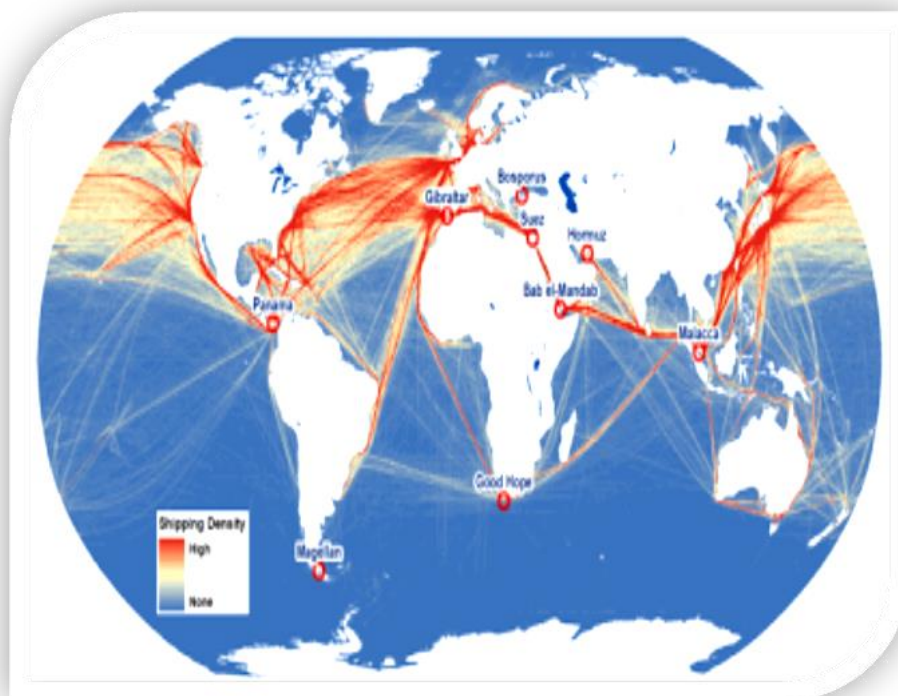 Bosporus
Gibraltar
Suez
Hormuz
Bab el-Mandab
Panama
Malacca
Good Hope
Shipping Density
High
None
Magellan